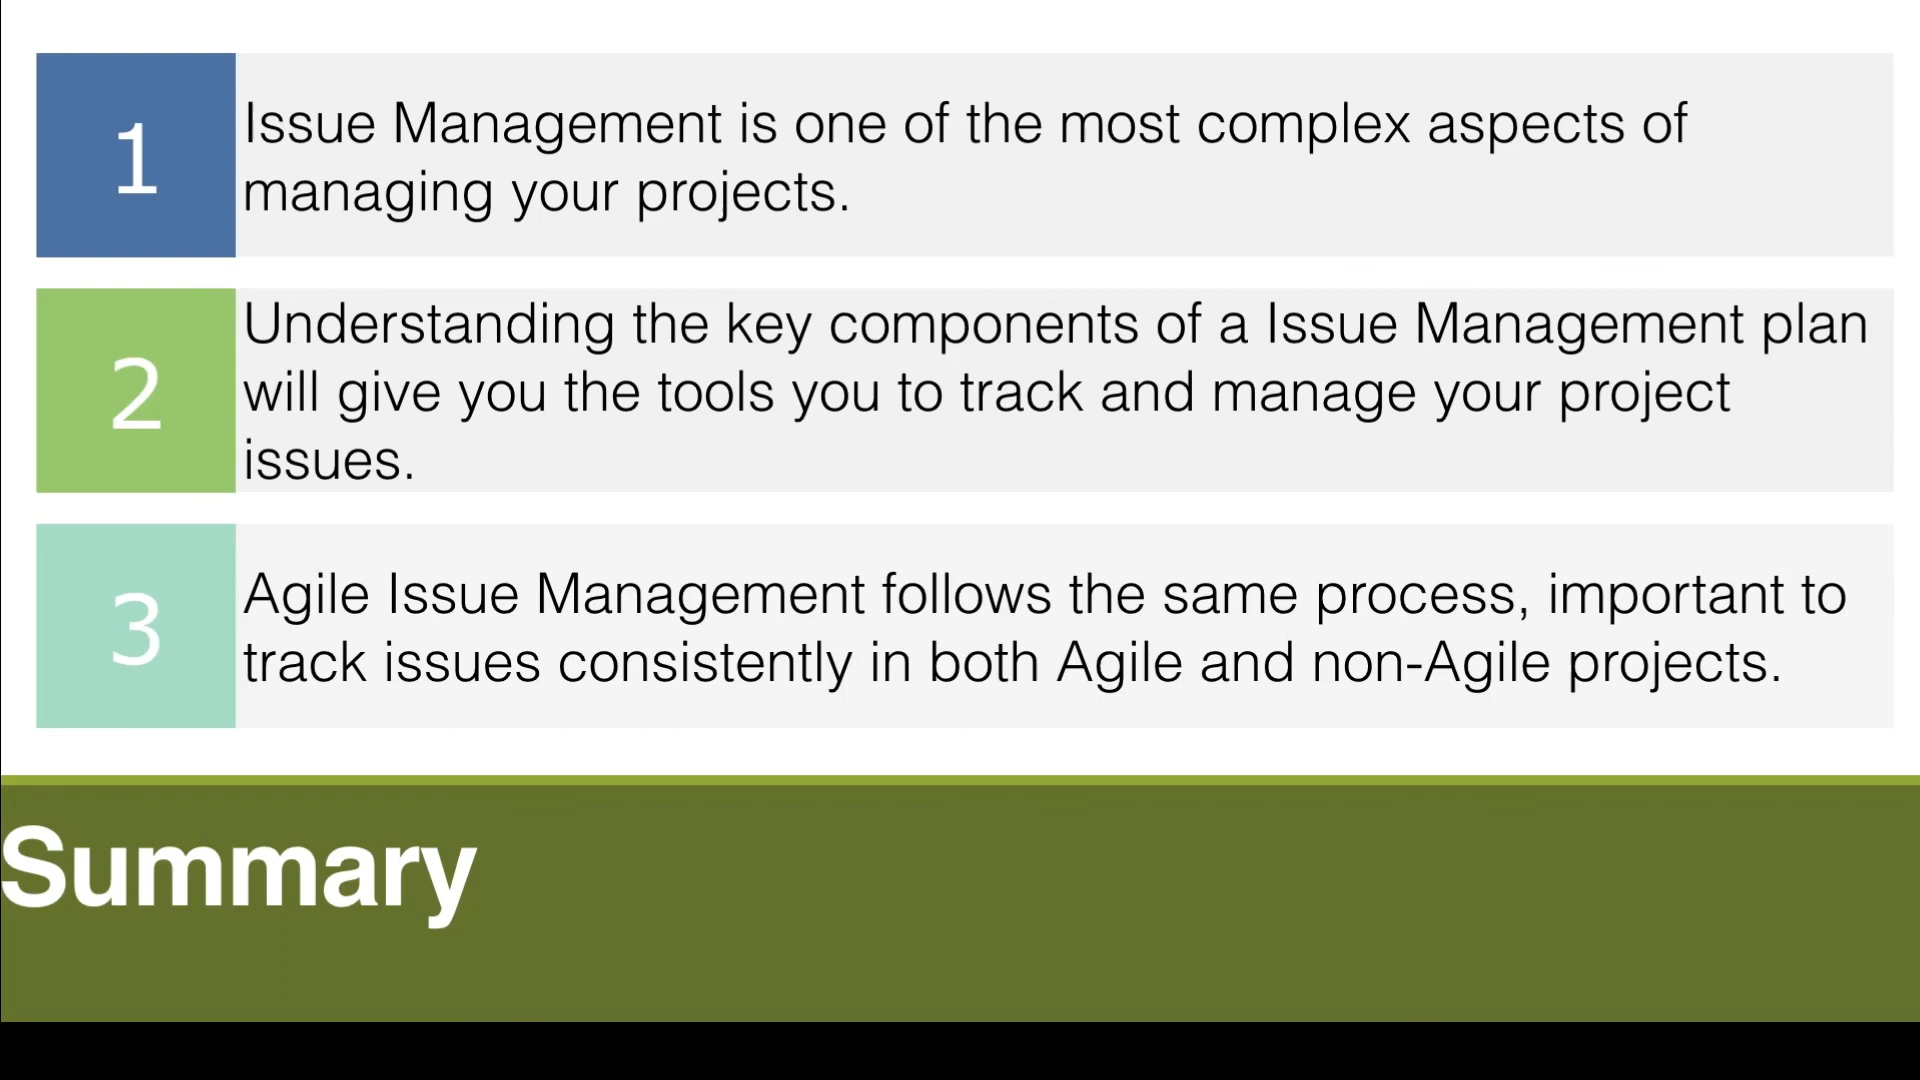 1
Issue Management is one of the most complex aspects of
managing your projects.
2
Understanding the key components of a Issue Management plan
will give you the tools you to track and manage your project
issues.
3
Agile Issue Management follows the same process, important to
track issues consistently in both Agile and non-Agile projects.
Summary